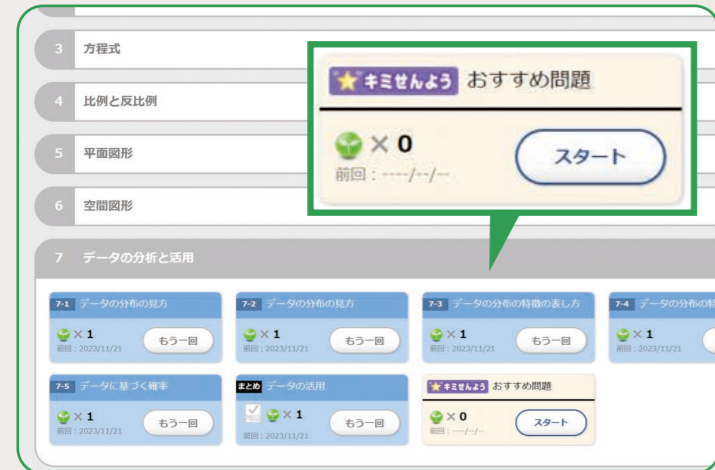 3 方程式
4 比例と反比例
5 平面図形
6 空間図形
キミせんよう おすすめ問題
× 0
前回：----/--/--
スタート
7 データの分析と活用
7-1 データの分布の見方
× 1
前回：2023/11/21
もう一回
7-2 データの分布の見方
× 1
前回：2023/11/21
もう一回
7-3 データの分布の特徴の表し方
× 1
前回：2023/11/21
もう一回
7-4 データの分布の特
× 1
前回：2023/11/21
7-5 データに基づく確率
× 1
前回：2023/11/21
もう一回
まとめ データの活用
× 1
前回：2023/11/21
もう一回
キミせんよう おすすめ問題
× 0
前回：----/--/--
スタート